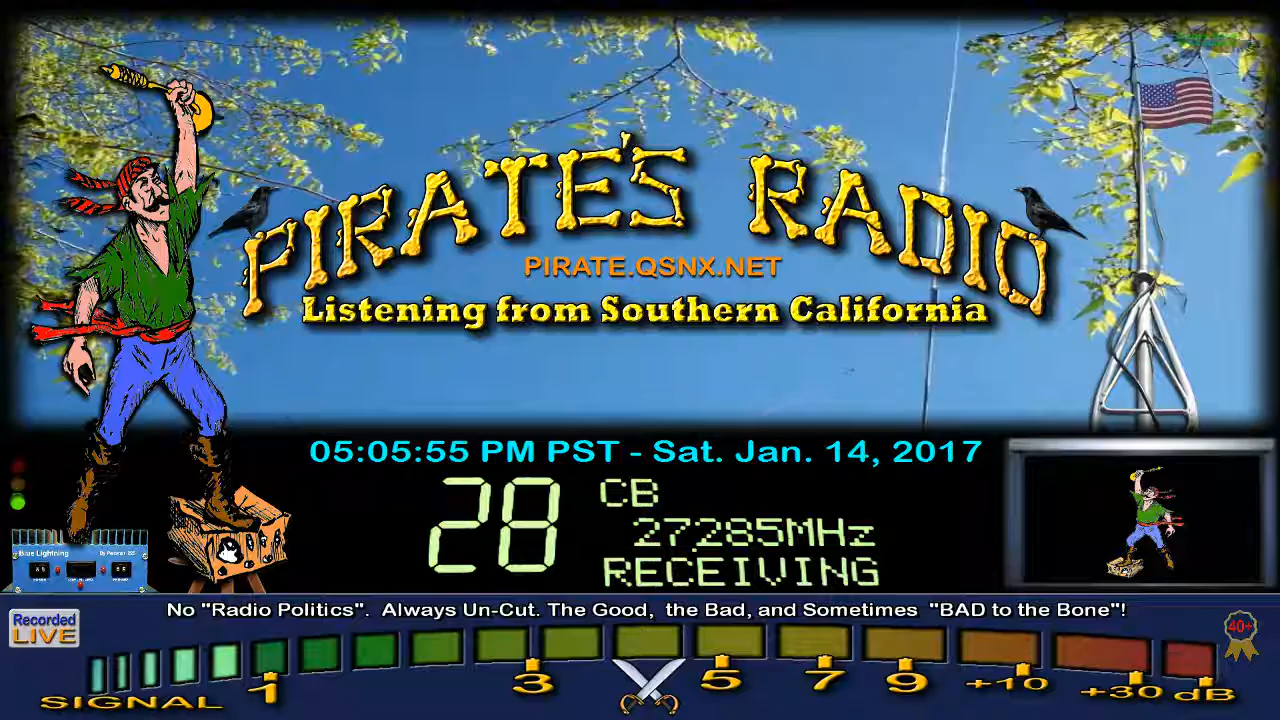 PIRATE'S RADIO
PIRATE.QSNX.NET
Listening from Southern California
05:05:55 PM PST - Sat. Jan. 14, 2017
28
CB
27.285MHz
RECEIVING
Blue Lightning
No "Radio Politics". Always Un-Cut. The Good, the Bad, and Sometimes "BAD to the Bone"!
Recorded
LIVE
40+
SIGNAL 1 3 5 7 9 +10 +30 dB